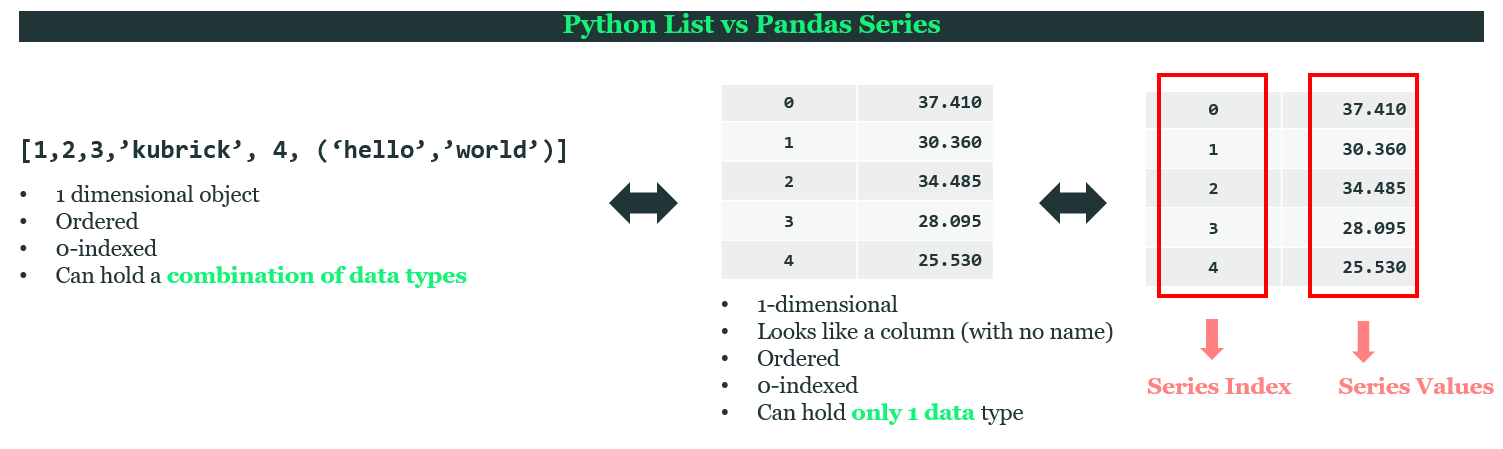 Python List vs Pandas Series
[1,2,3,’kubrick’, 4, (‘hello’,’world’)]
• 1 dimensional object
• Ordered
• 0-indexed
• Can hold a combination of data types
0 37.410
1 30.360
2 34.485
3 28.095
4 25.530
• 1-dimensional
• Looks like a column (with no name)
• Ordered
• 0-indexed
• Can hold only 1 data type
0 37.410
1 30.360
2 34.485
3 28.095
4 25.530
Series Index
Series Values